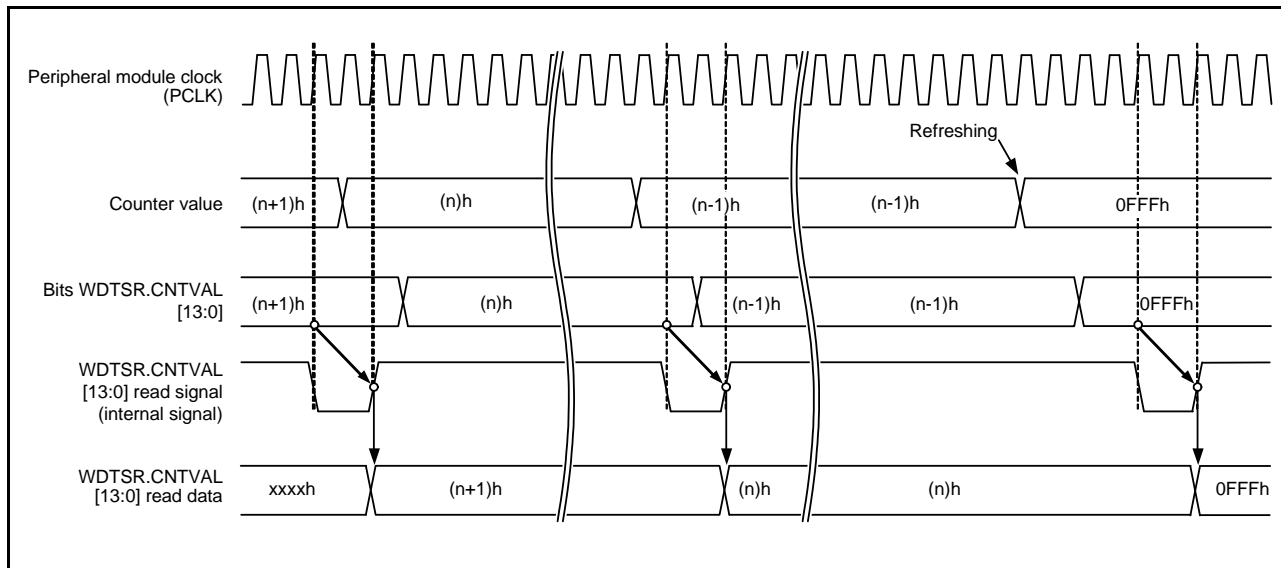 Peripheral module clock
(PCLK)
Refreshing
Counter value
(n+1)h
(n)h
(n-1)h
(n-1)h
0FFFh
Bits WDTSR.CNTVAL
[13:0]
(n+1)h
(n)h
(n-1)h
(n-1)h
0FFFh
WDTSR.CNTVAL
[13:0] read signal
(internal signal)
WDTSR.CNTVAL
[13:0] read data
xxxxh
(n+1)h
(n)h
(n)h
0FFFh